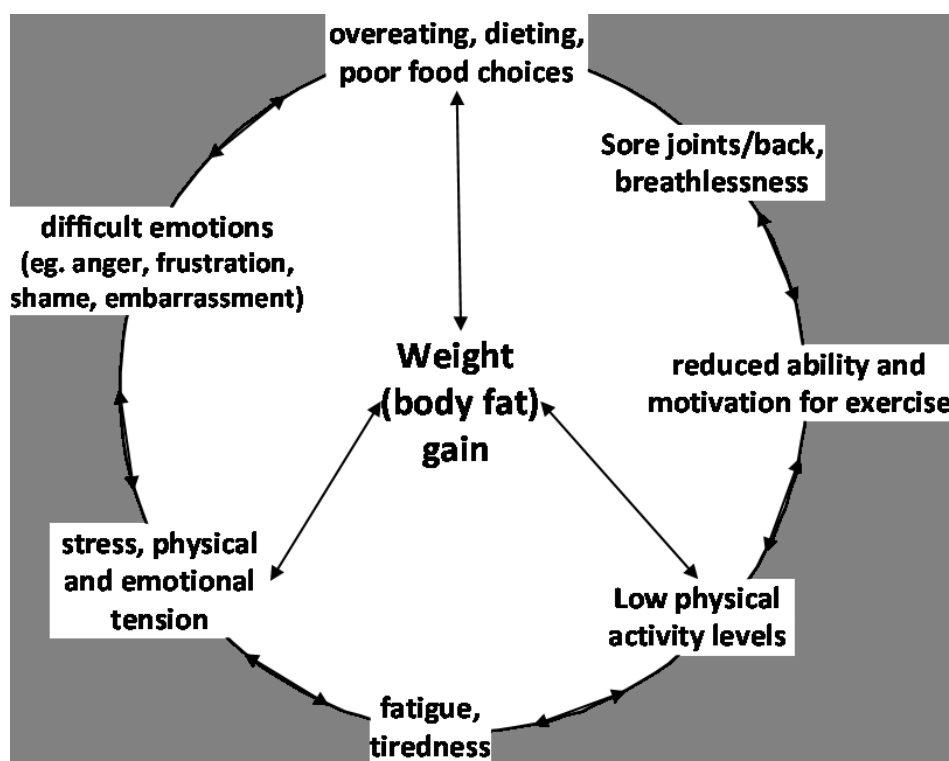 overeating, dieting,
poor food choices
Sore joints/back,
breathlessness
difficult emotions
(eg. anger, frustration,
shame, embarrassment)
Weight
(body fat)
gain
reduced ability and
motivation for exercise
stress, physical
and emotional
tension
Low physical
activity levels
fatigue,
tiredness